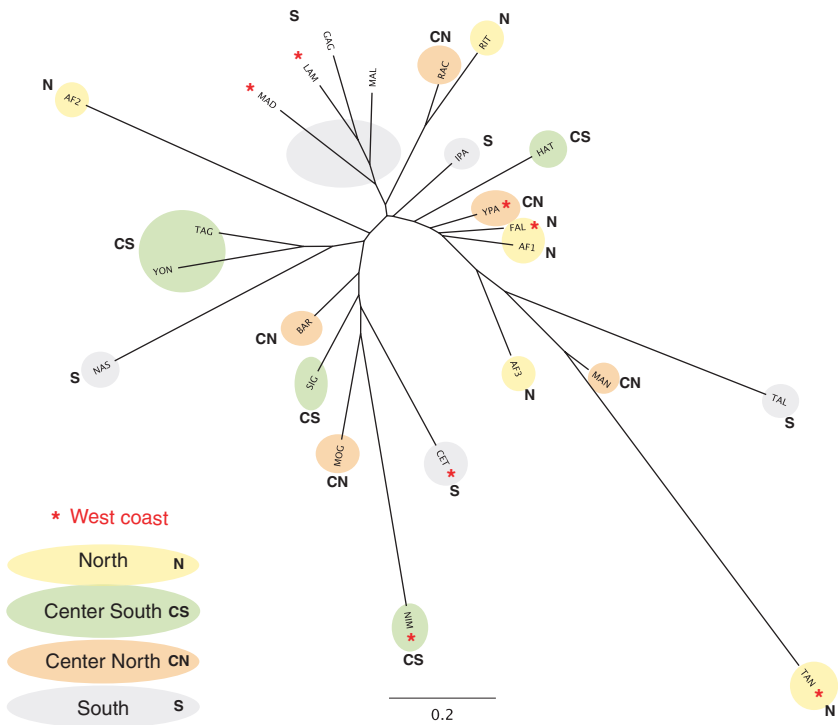 S
GAG
* LAM
* MAD
MAL
CN
RAC
N
RIT
N
AF2
S
IPA
CS
HAT
YPA * CN
FAL * N
AF1
N
CS
TAG
YON
S
NAS
CN
BAR
SIG
CS
MOG
CN
CET
*
S
AF3
N
MAN CN
TAL
S
NIM
*
CS
TAN
*
N
* West coast
North N
Center South CS
Center North CN
South S
0.2